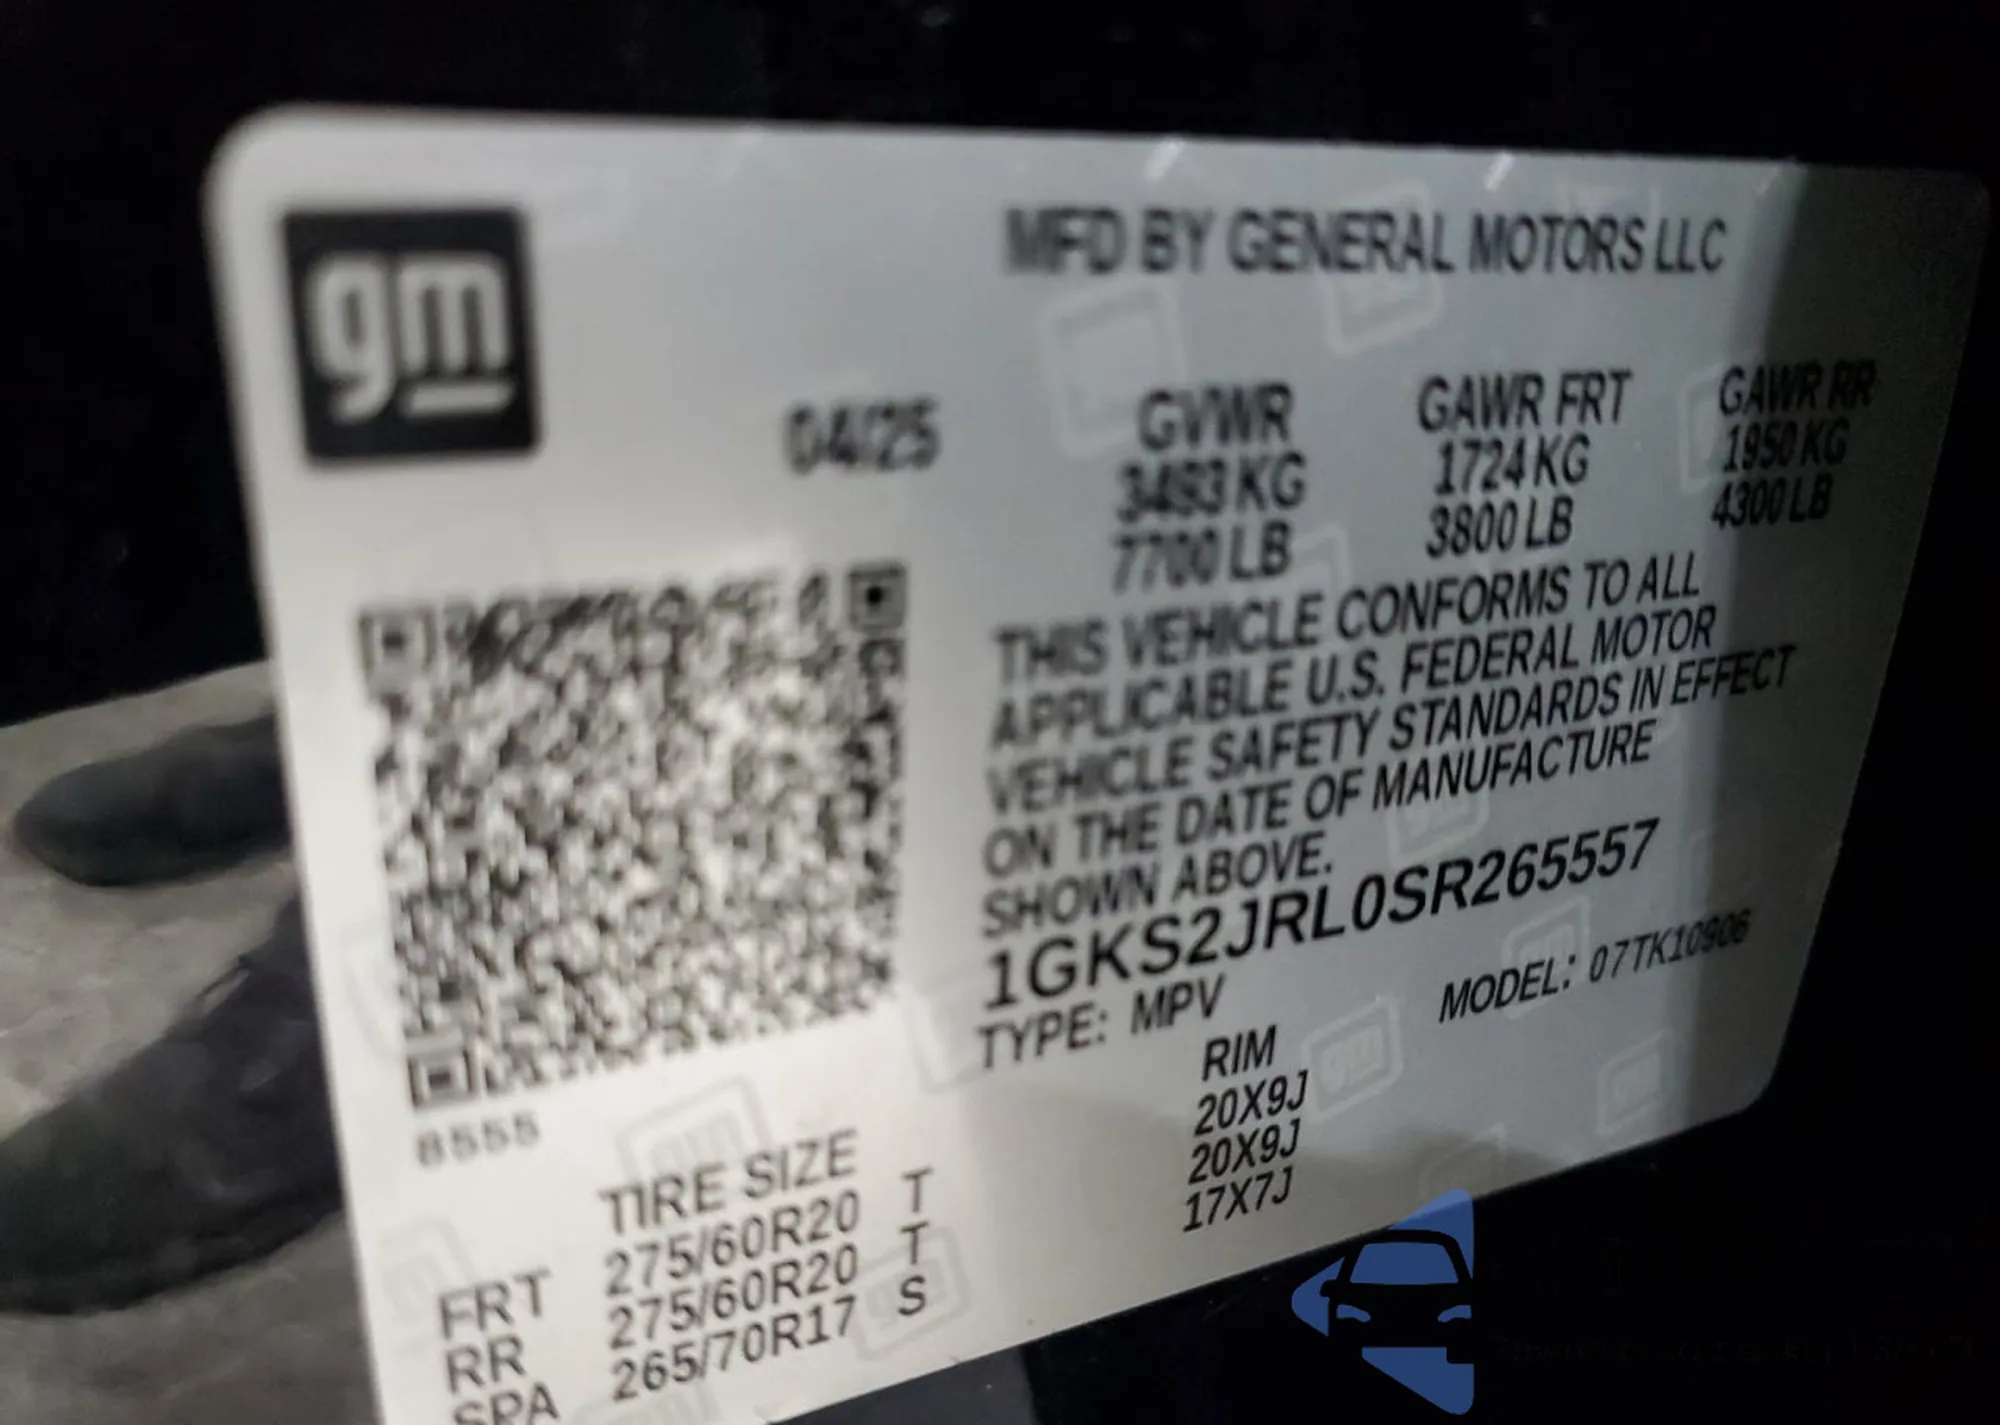 gm
MFD BY GENERAL MOTORS LLC
04/25
GVWR GAWR FRT GAWR RR
3493 KG 1724 KG 1950 KG
7700 LB 3800 LB 4300 LB
THIS VEHICLE CONFORMS TO ALL
APPLICABLE U.S. FEDERAL MOTOR
VEHICLE SAFETY STANDARDS IN EFFECT
ON THE DATE OF MANUFACTURE
SHOWN ABOVE.
1GKS2JRL0SR265557
TYPE: MPV MODEL: 07TK10906
8555
TIRE SIZE RIM
FRT 275/60R20 T 20X9J
RR 275/60R20 T 20X9J
SPA 265/70R17 S 17X7J